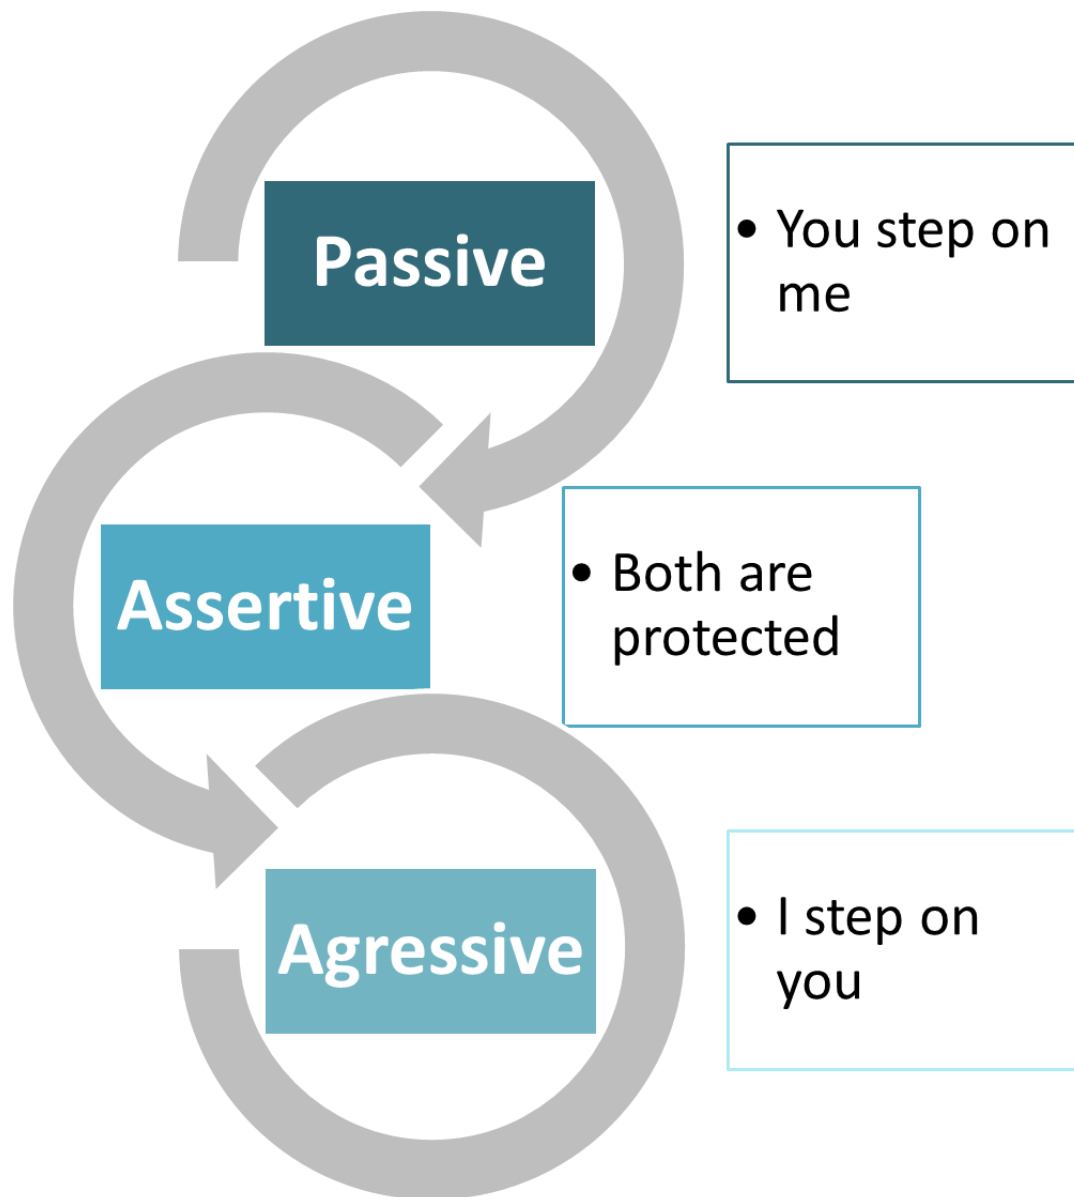 Passive
• You step on
me
Assertive
• Both are
protected
Agressive
• I step on
you